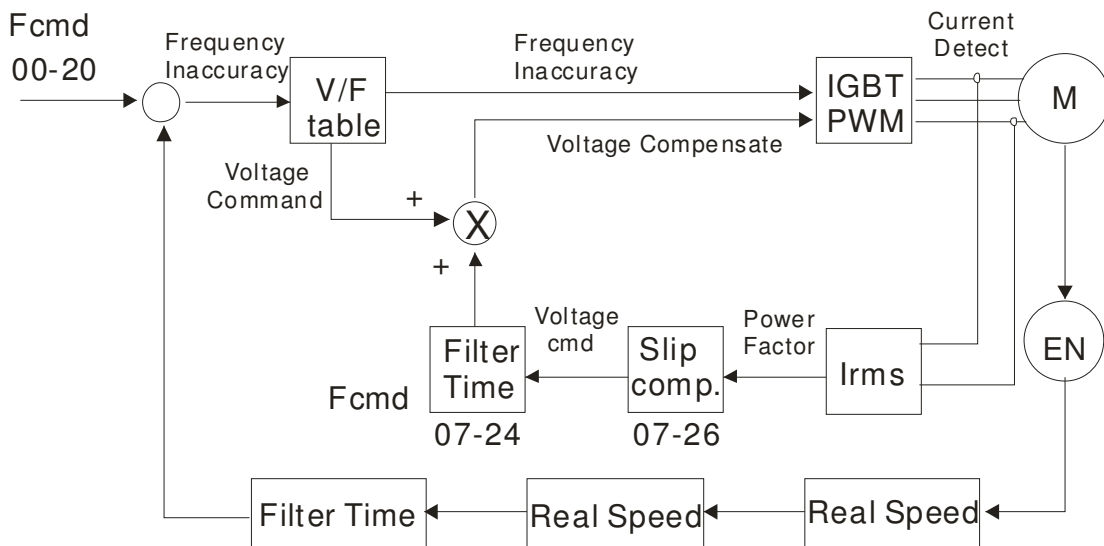 Fcmd
00-20
Frequency
Inaccuracy
V/F
table
Frequency
Inaccuracy
IGBT
PWM
Current
Detect
M
Voltage
Command
Voltage Compensate
+
X
+
Filter
Time
Fcmd
07-24
Voltage
cmd
Slip
comp.
07-26
Power
Factor
Irms
EN
Filter Time
Real Speed
Real Speed